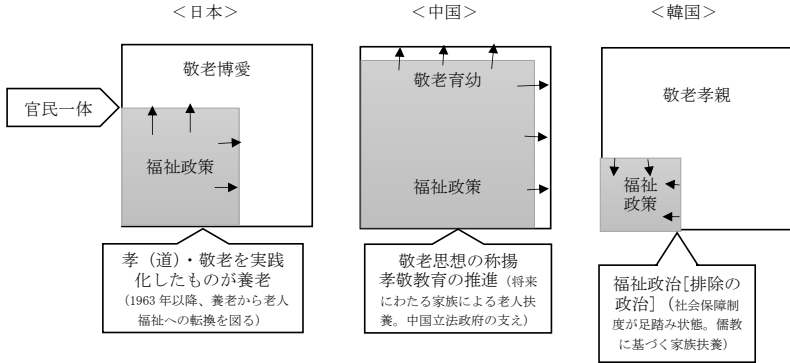 ＜日本＞
＜中国＞
＜韓国＞
敬老博愛
官民一体
福祉政策
孝（道）・敬老を実践
化したものが養老
（1963 年以降、養老から老人
福祉への転換を図る）
敬老育幼
福祉政策
敬老思想の称揚
孝敬教育の推進（将来
にわたる家族による老人扶
養。中国立法政府の支え）
敬老孝親
福祉
政策
福祉政治[排除の
政治]（社会保障制
度が足踏み状態。儒教
に基づく家族扶養）